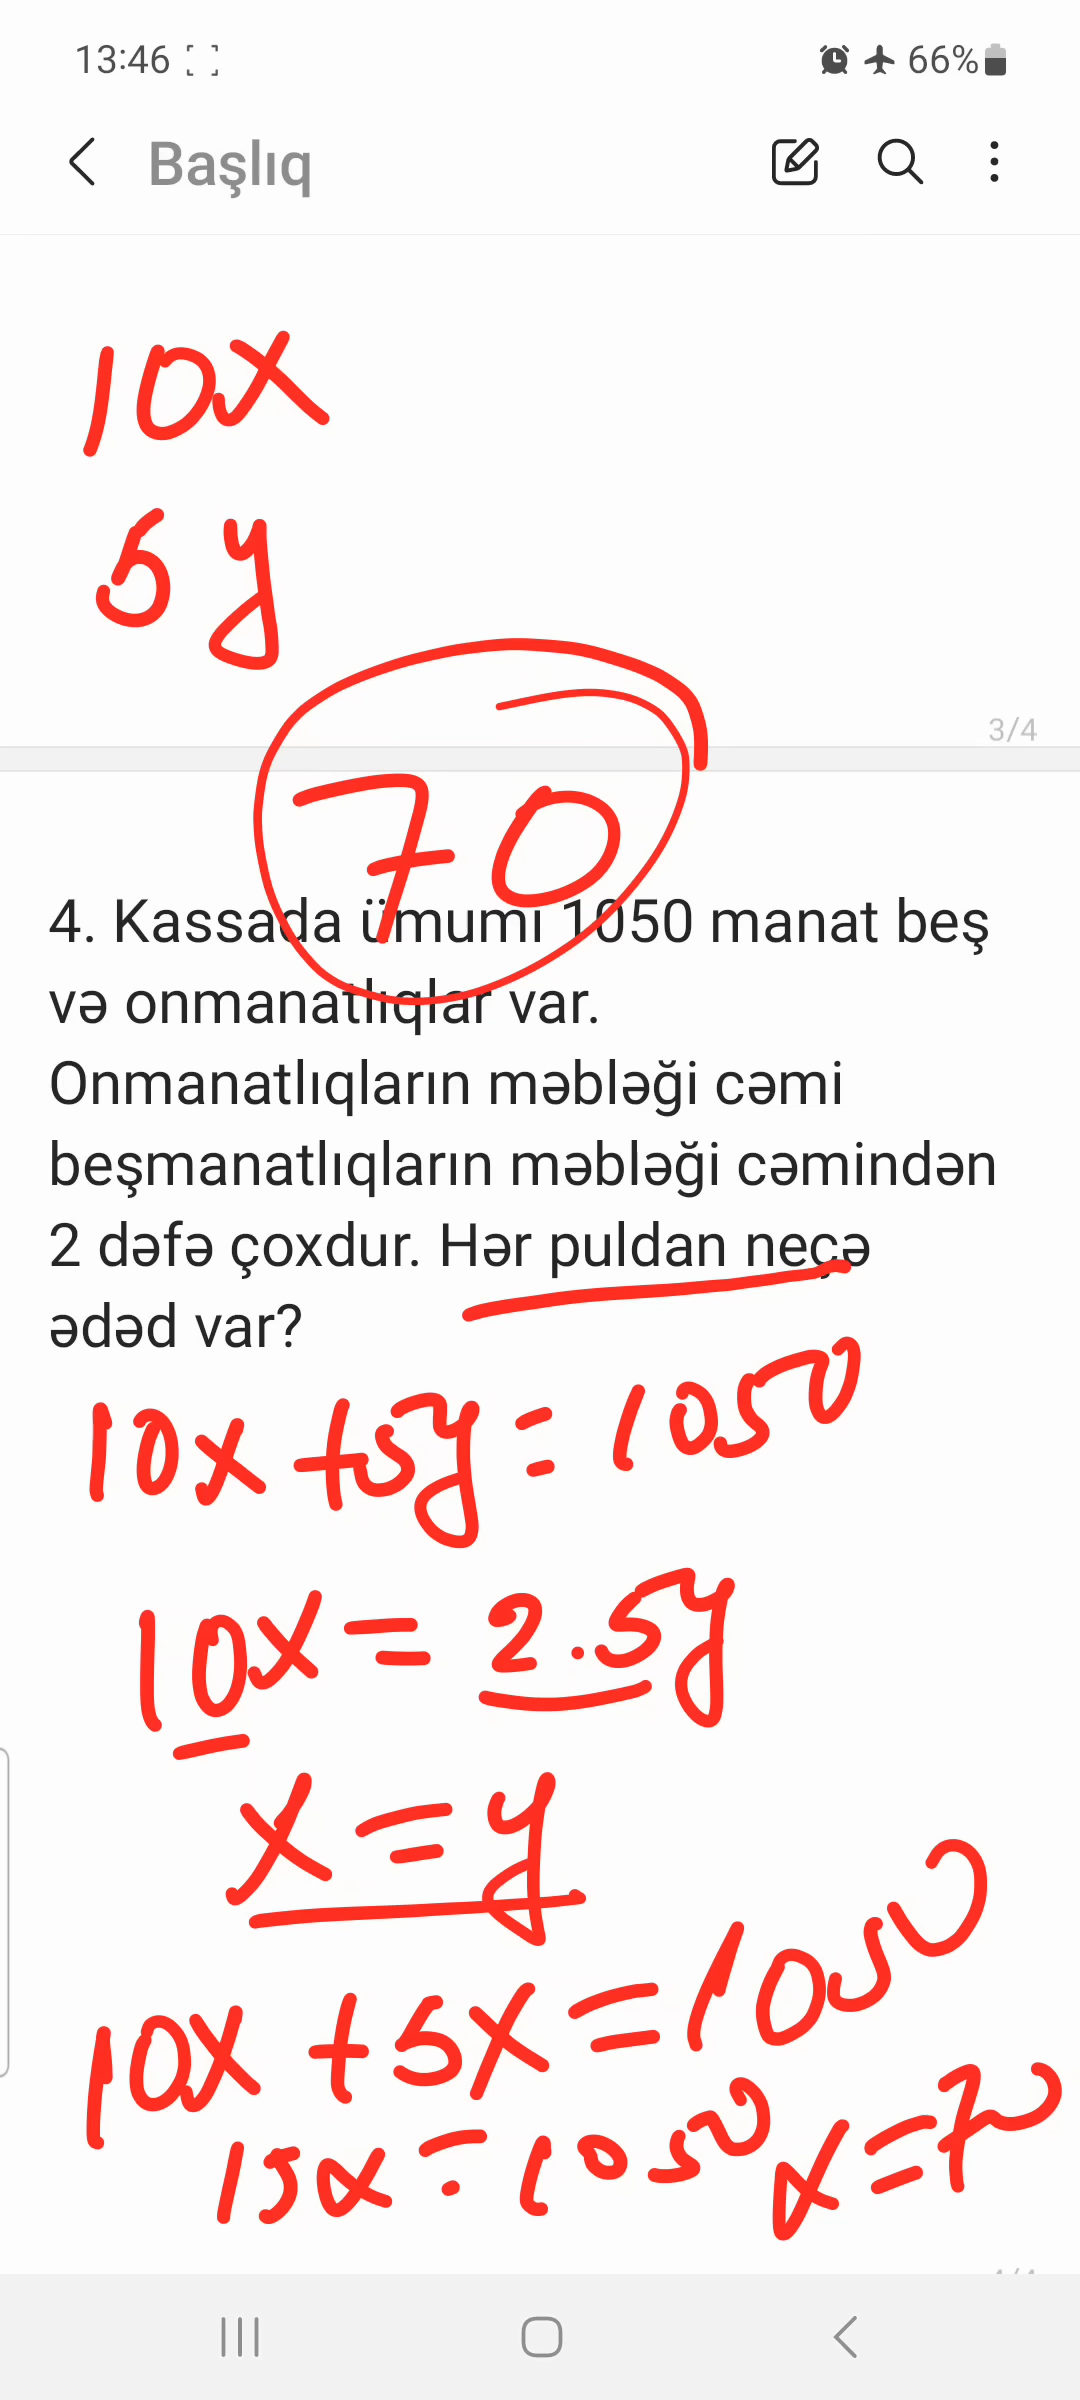 13:46 66%
Başlıq
10x
5y
3/4
70
4. Kassada ümumi 1050 manat beş
və onmanatlıqlar var.
Onmanatlıqların məbləği cəmi
beşmanatlıqların məbləği cəmindən
2 dəfə çoxdur. Hər puldan neçə
ədəd var?
10x + 5y = 1050
10x = 2.5y
x = y
10x + 5x = 1050
15x = 1050 x = 70